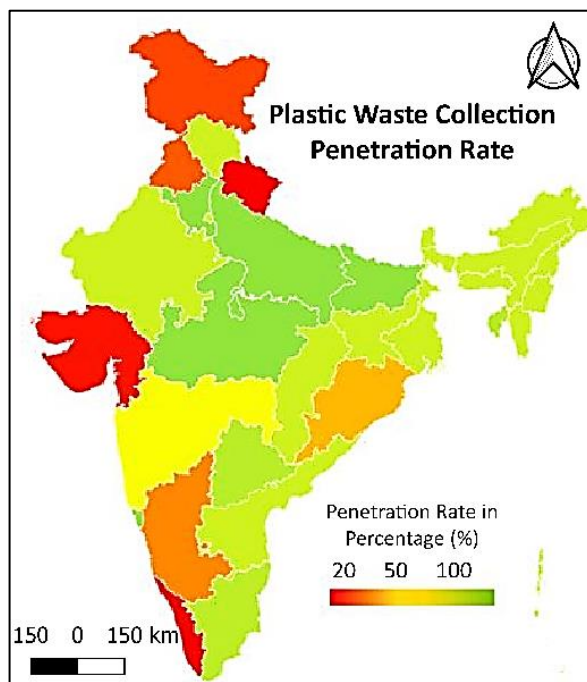 Plastic Waste Collection
Penetration Rate
Penetration Rate in
Percentage (%)
20 50 100
150 0 150 km